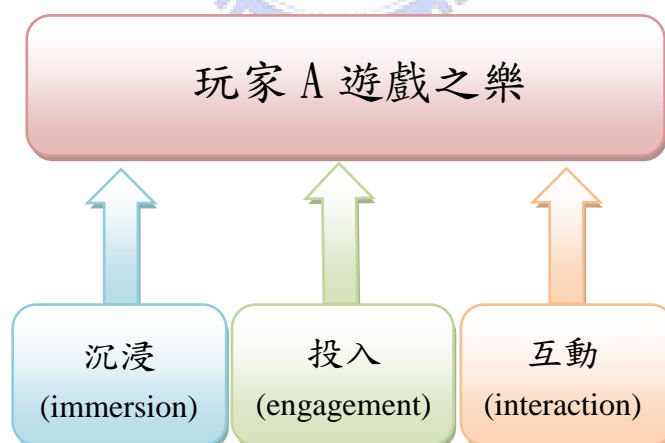 玩家 A 遊戲之樂
沉浸
(immersion)
投入
(engagement)
互動
(interaction)